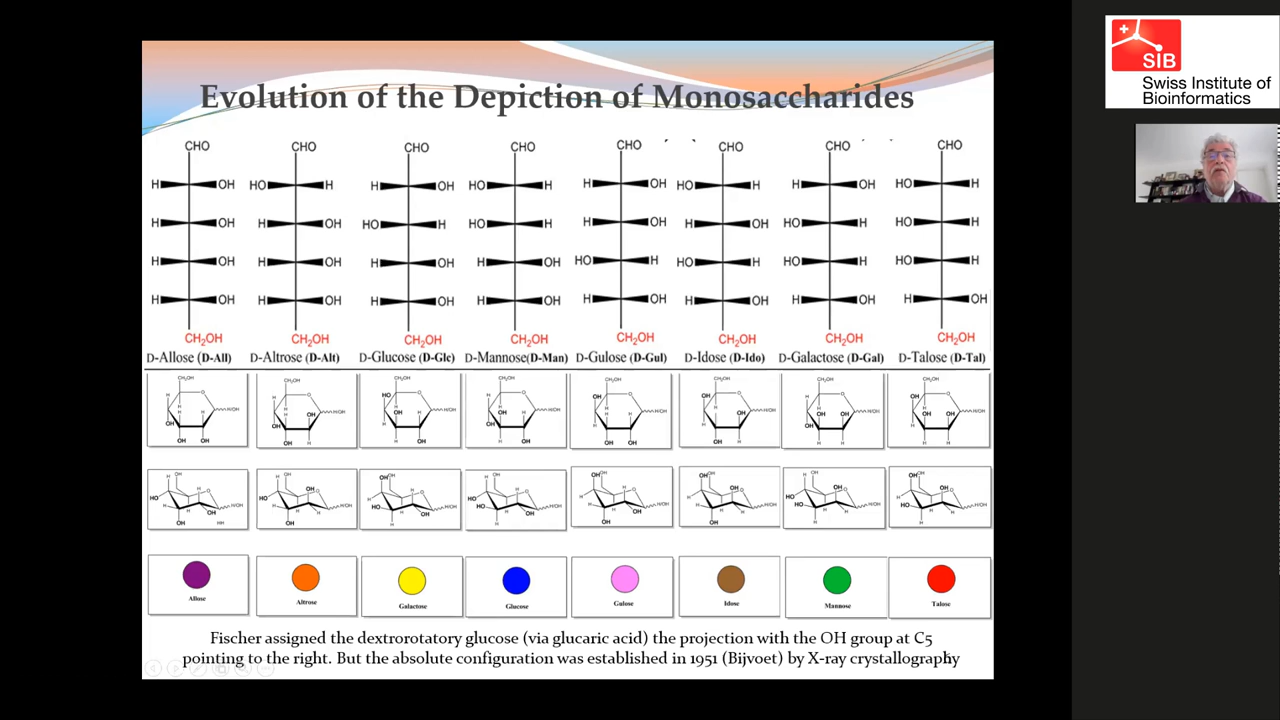 Evolution of the Depiction of Monosaccharides
SIB
Swiss Institute of
Bioinformatics
CHO CHO CHO CHO CHO CHO CHO CHO
H OH HO H H OH HO H H OH HO H H OH HO H
H OH H OH HO H HO H H OH H OH HO H HO H
H OH H OH H OH H OH HO H HO H HO H HO H
H OH H OH H OH H OH H OH H OH H OH H OH
CH2OH CH2OH CH2OH CH2OH CH2OH CH2OH CH2OH CH2OH
D-Allose (D-All) D-Altrose (D-Alt) D-Glucose (D-Glc) D-Mannose(D-Man) D-Gulose (D-Gul) D-Idose (D-Ido) D-Galactose (D-Gal) D-Talose (D-Tal)
Allose Altrose Galactose Glucose Gulose Idose Mannose Talose
Fischer assigned the dextrorotatory glucose (via glucaric acid) the projection with the OH group at C5
pointing to the right. But the absolute configuration was established in 1951 (Bijvoet) by X-ray crystallography